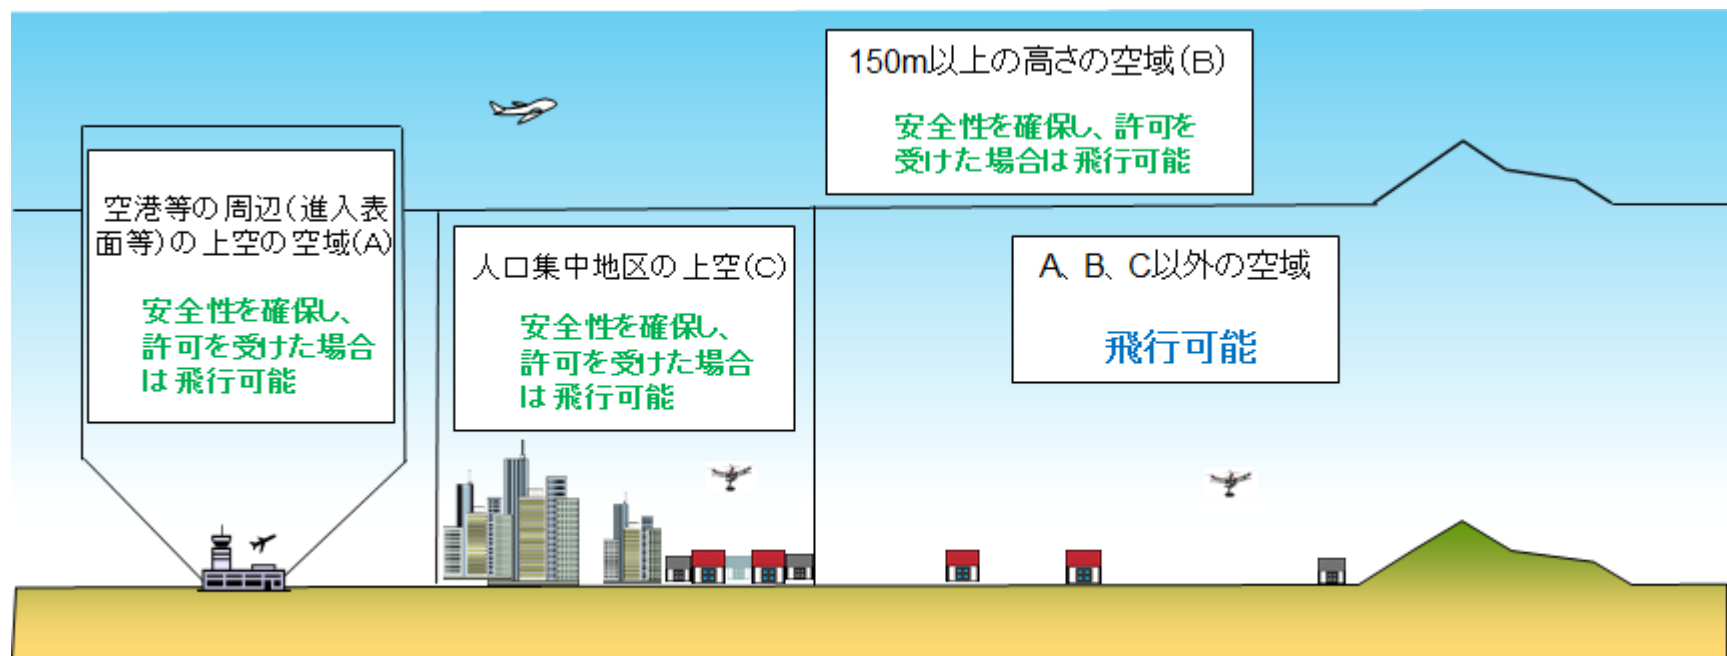 150m以上の高さの空域(B)
安全性を確保し、許可を
受けた場合は飛行可能
空港等の周辺(進入表
面等)の上空の空域(A)
安全性を確保し、
許可を受けた場合
は飛行可能
人口集中地区の上空(C)
安全性を確保し、
許可を受けた場合
は飛行可能
A、B、C以外の空域
飛行可能